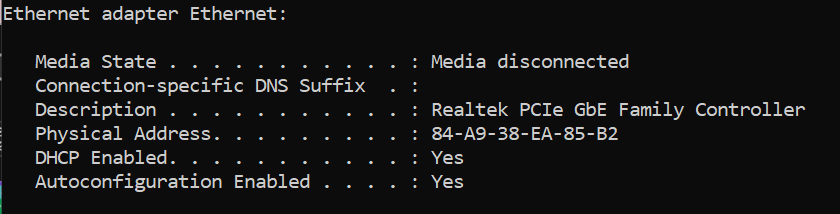 Ethernet adapter Ethernet:
Media State . . . . . . . . . . . : Media disconnected
Connection-specific DNS Suffix  . :
Description . . . . . . . . . . . : Realtek PCIe GbE Family Controller
Physical Address. . . . . . . . . : 84-A9-38-EA-85-B2
DHCP Enabled. . . . . . . . . . . : Yes
Autoconfiguration Enabled . . . . : Yes